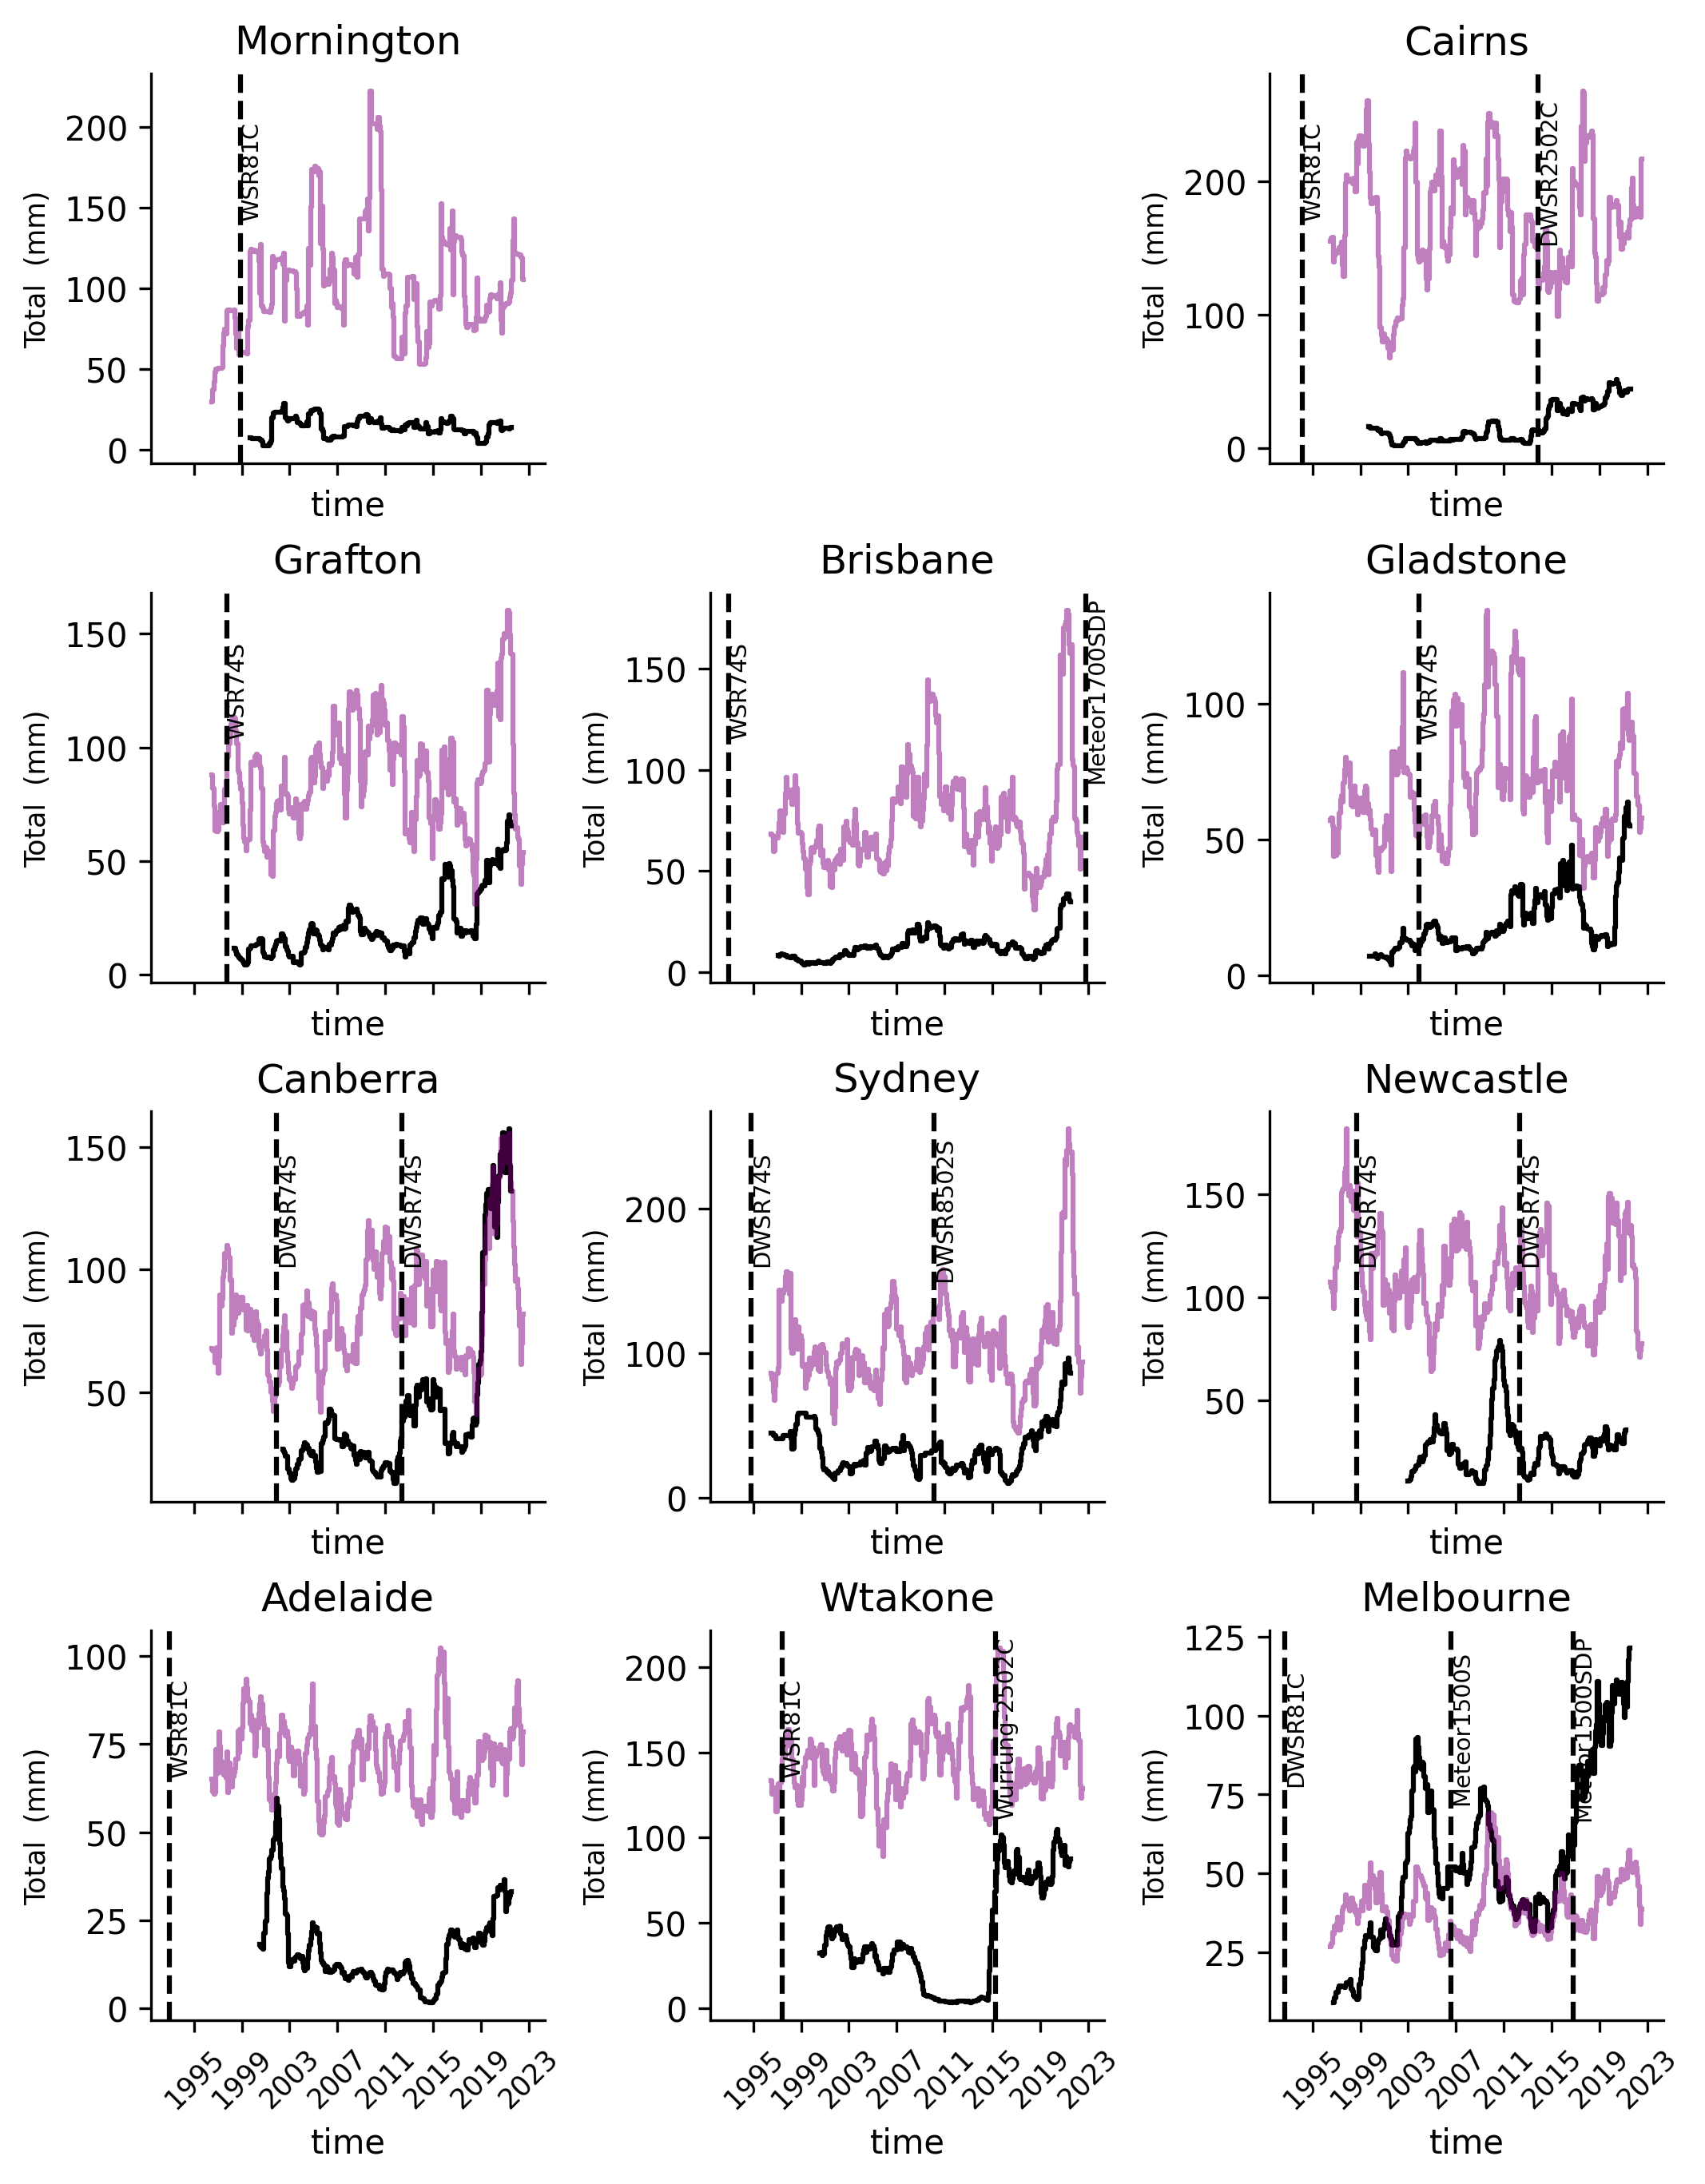 Mornington
Total (mm)
200
150
100
50
0
WSR81C
time
Cairns
Total (mm)
200
100
0
WSR81C
DWSR2502C
time
Grafton
Total (mm)
150
100
50
0
WSR74S
time
Brisbane
Total (mm)
150
100
50
0
WSR74S
Meteor1700SDP
time
Gladstone
Total (mm)
100
50
0
WSR74S
time
Canberra
Total (mm)
150
100
50
DWSR74S
DWSR74S
time
Sydney
Total (mm)
200
100
0
DWSR74S
DWSR8502S
time
Newcastle
Total (mm)
150
100
50
DWSR74S
DWSR74S
time
Adelaide
Total (mm)
100
75
50
25
0
WSR81C
1995 1999 2003 2007 2011 2015 2019 2023
time
Wtakone
Total (mm)
200
150
100
50
0
WSR81C
Wurrung-2502C
1995 1999 2003 2007 2011 2015 2019 2023
time
Melbourne
Total (mm)
125
100
75
50
25
DWSR81C
Meteor1500S
Meteor1500SDP
1995 1999 2003 2007 2011 2015 2019 2023
time